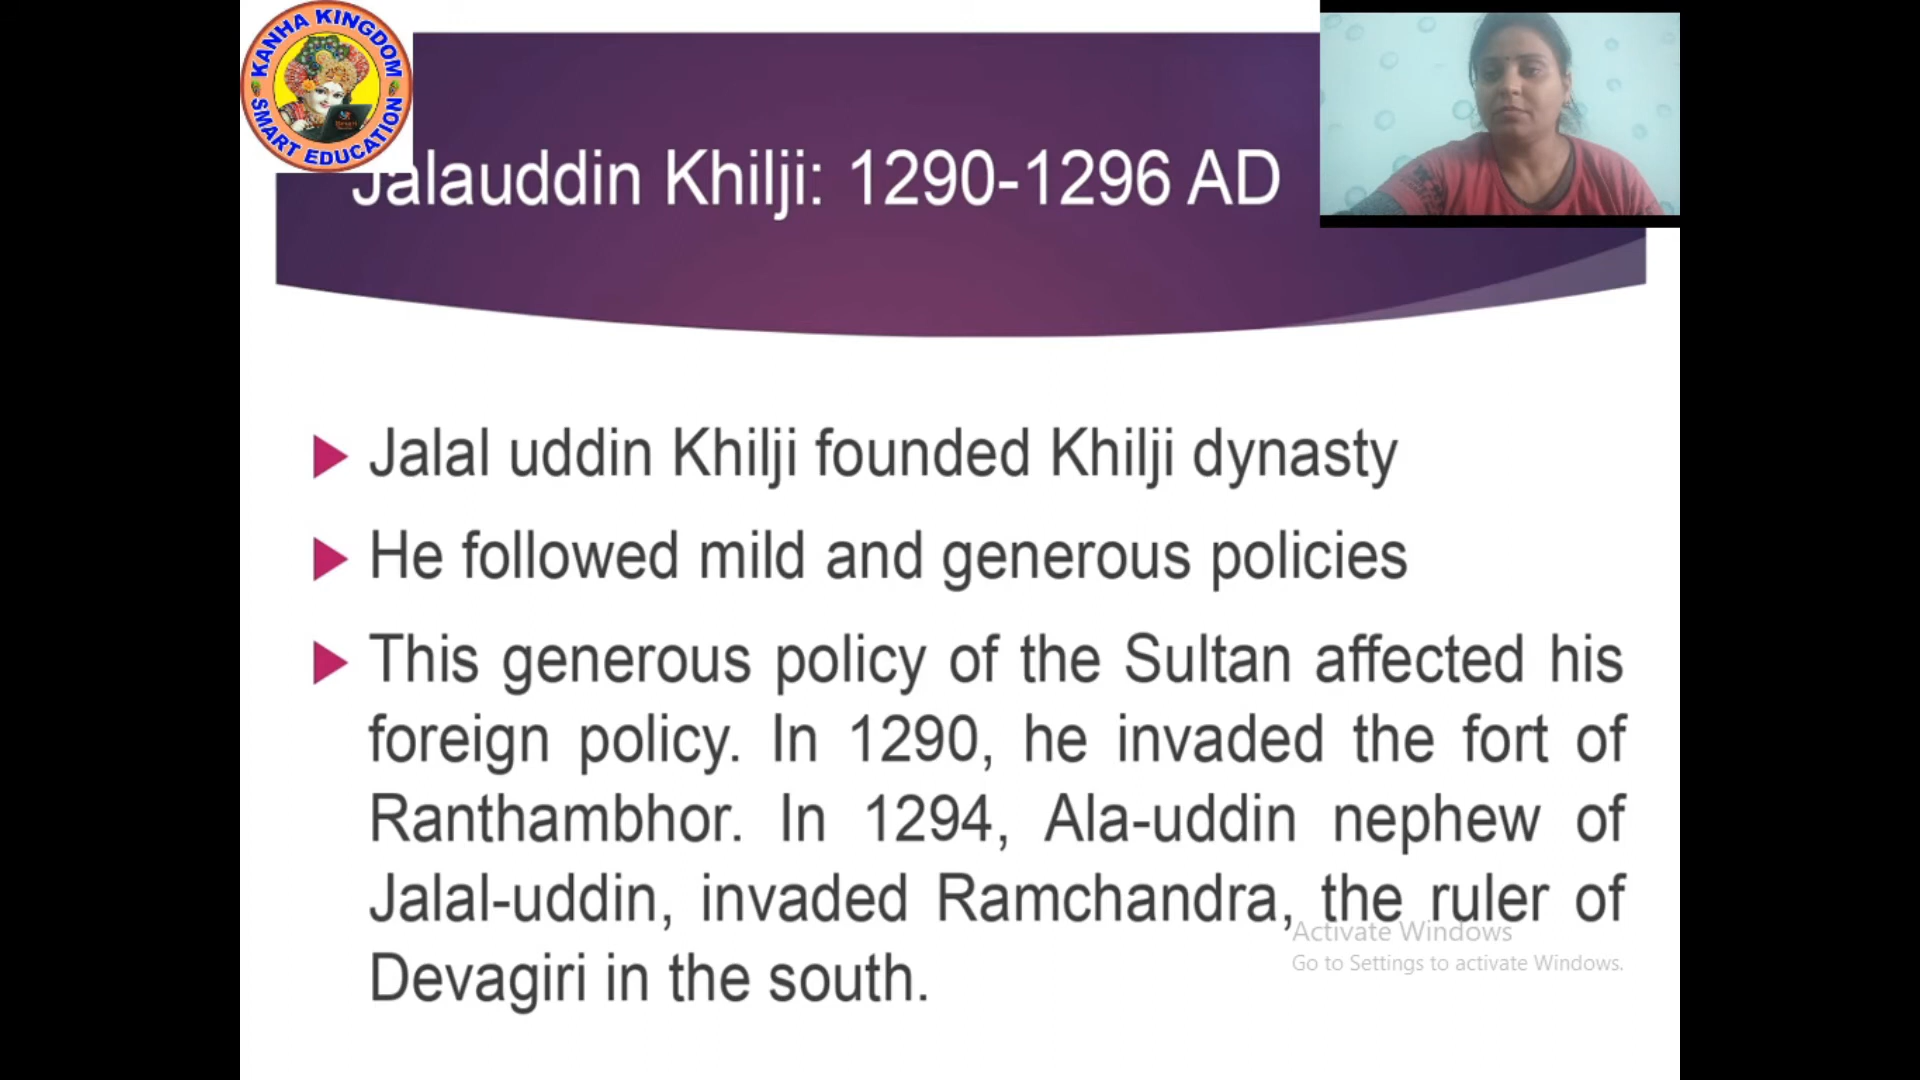 KANHA KINGDOM
SMART EDUCATION
Jalauddin Khilji: 1290-1296 AD
Jalal uddin Khilji founded Khilji dynasty
He followed mild and generous policies
This generous policy of the Sultan affected his
foreign policy. In 1290, he invaded the fort of
Ranthambhor. In 1294, Ala-uddin nephew of
Jalal-uddin, invaded Ramchandra, the ruler of
Devagiri in the south.
Activate Windows
Go to Settings to activate Windows.